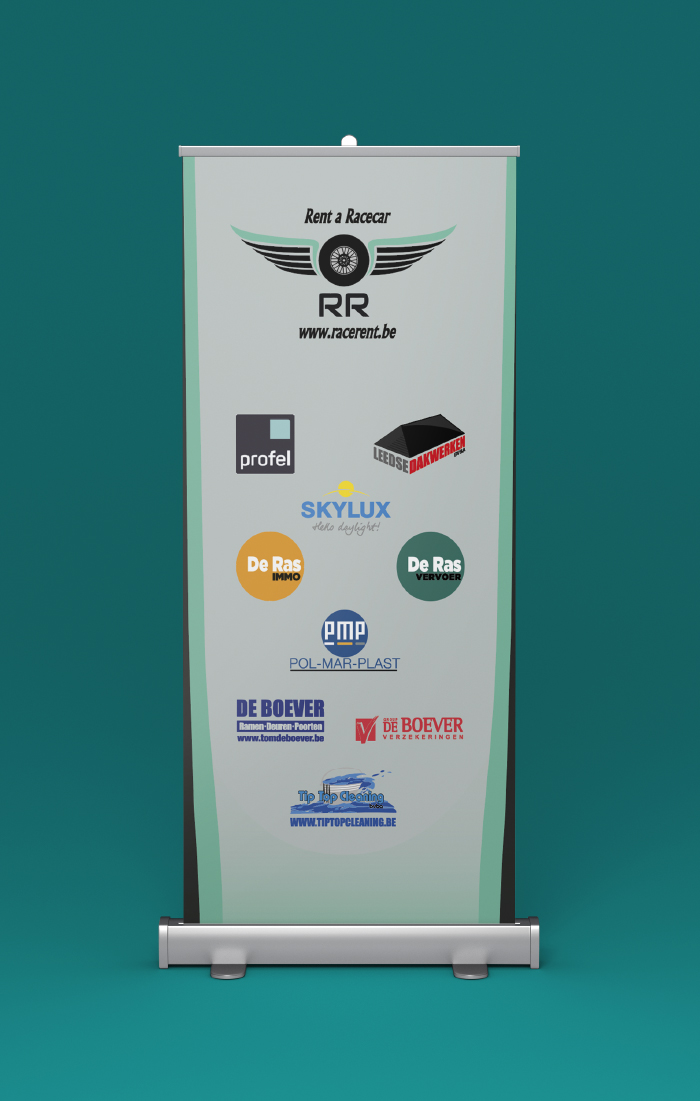 Rent a Racecar
RR
www.racerent.be
profel
LEEDSE DAKWERKEN
SKYLUX
Hello daylight!
De Ras
IMMO
De Ras
VERVOER
PMP
POL-MAR-PLAST
DE BOEVER
Ramen-Deuren-Poorten
www.tomdeboever.be
DE BOEVER
VERZEKERINGEN
Tip Top Cleaning
WWW.TIPTOPCLEANING.BE